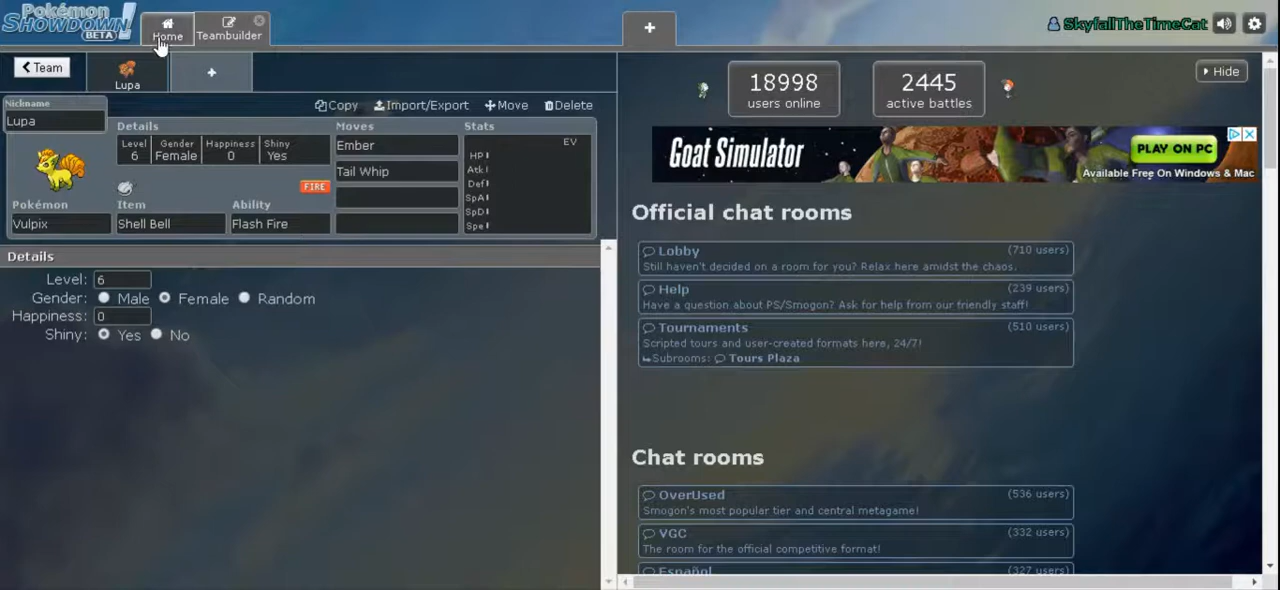 Pokémon
SHOWDOWN!
BETA
Home
Teambuilder
+
SkyfallTheTimeCat
Team
Lupa
+
Hide
18998
users online
2445
active battles
Copy
Import/Export
Move
Delete
Nickname
Lupa
Details
Level
6
Gender
Female
Happiness
0
Shiny
Yes
FIRE
Pokémon
Vulpix
Item
Shell Bell
Ability
Flash Fire
Moves
Ember
Tail Whip
Stats
EV
HP
Atk
Def
SpA
SpD
Spe
Details
Level: 6
Gender: Male Female Random
Happiness: 0
Shiny: Yes No
GOAT SIMULATOR
PLAY ON PC
Available Free On Windows & Mac
Official chat rooms
Lobby (710 users)
Still haven't decided on a room for you? Relax here amidst the chaos.
Help (239 users)
Have a question about PS/Smogon? Ask for help from our friendly staff!
Tournaments (510 users)
Scripted tours and user-created formats here, 24/7!
Subrooms: Tours Plaza
Chat rooms
OverUsed (536 users)
Smogon's most popular tier and central metagame!
VGC (332 users)
The room for the official competitive format!
Español (327 users)